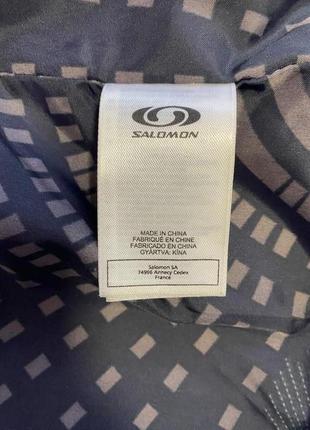 SALOMON
MADE IN CHINA
FABRIQUÉ EN CHINE
FABRICADO EN CHINA
GYÁRTVA: KÍNA
Salomon SA
74996 Annecy Cedex
France